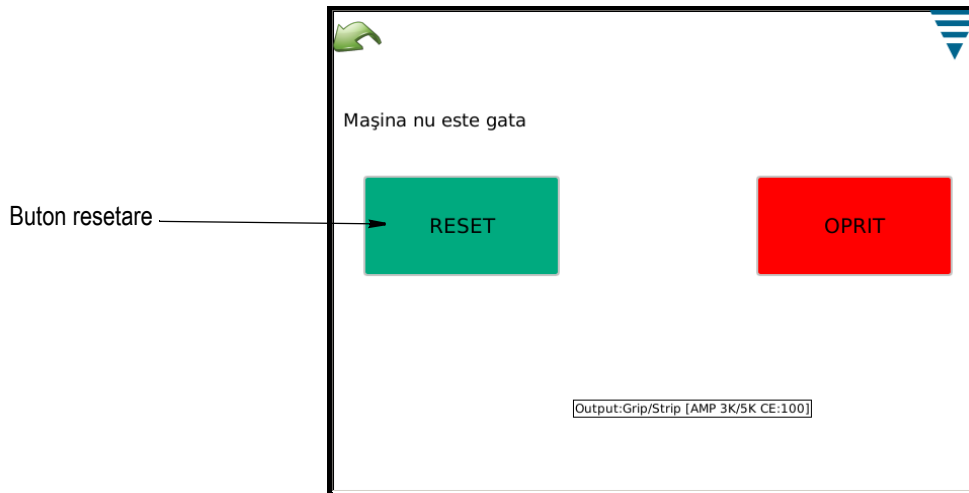 Maşina nu este gata
Buton resetare
RESET
OPRIT
Output:Grip/Strip [AMP 3K/5K CE:100]